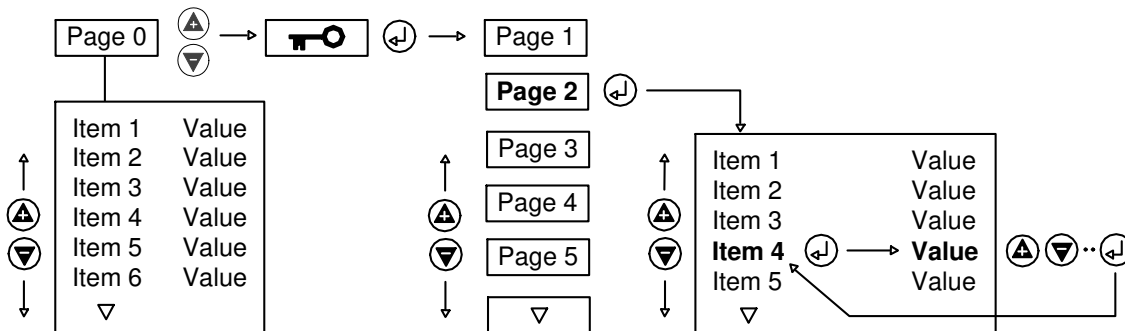 Page 0
Item 1 Value
Item 2 Value
Item 3 Value
Item 4 Value
Item 5 Value
Item 6 Value
Page 1
Page 2
Page 3
Page 4
Page 5
Item 1 Value
Item 2 Value
Item 3 Value
Item 4 Value
Item 5 Value